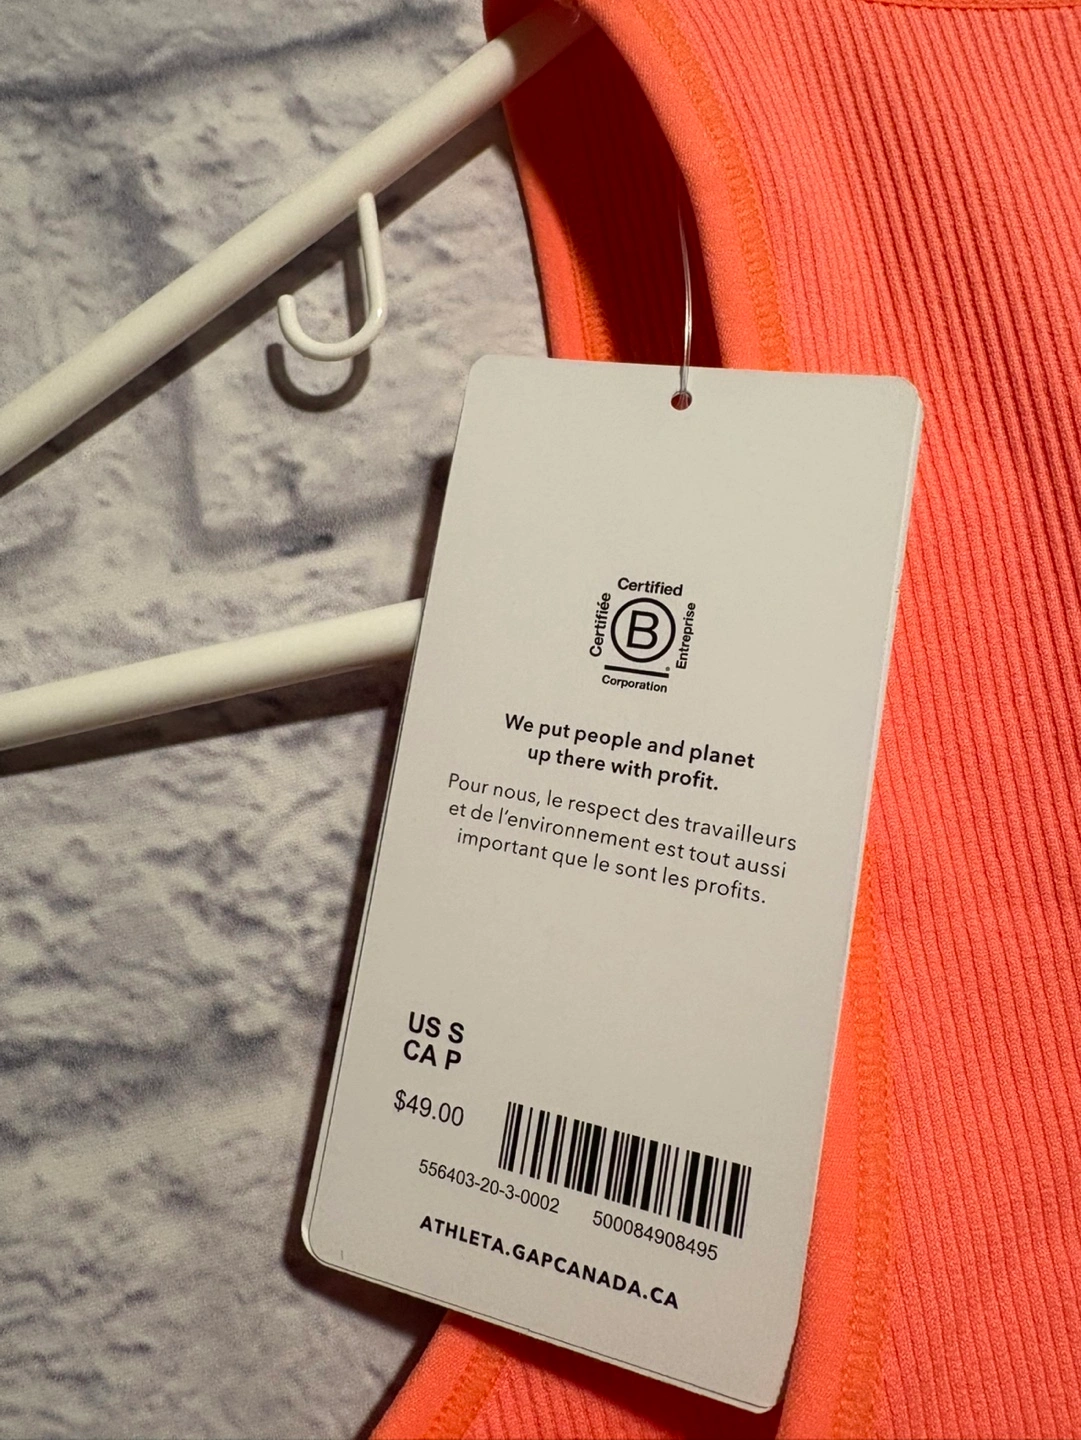 Certified
Certifiée
B
Entreprise
Corporation
We put people and planet
up there with profit.
Pour nous, le respect des travailleurs
et de l'environnement est tout aussi
important que le sont les profits.
US S
CA P
$49.00
556403-20-3-0002
500084908495
ATHLETA.GAPCANADA.CA